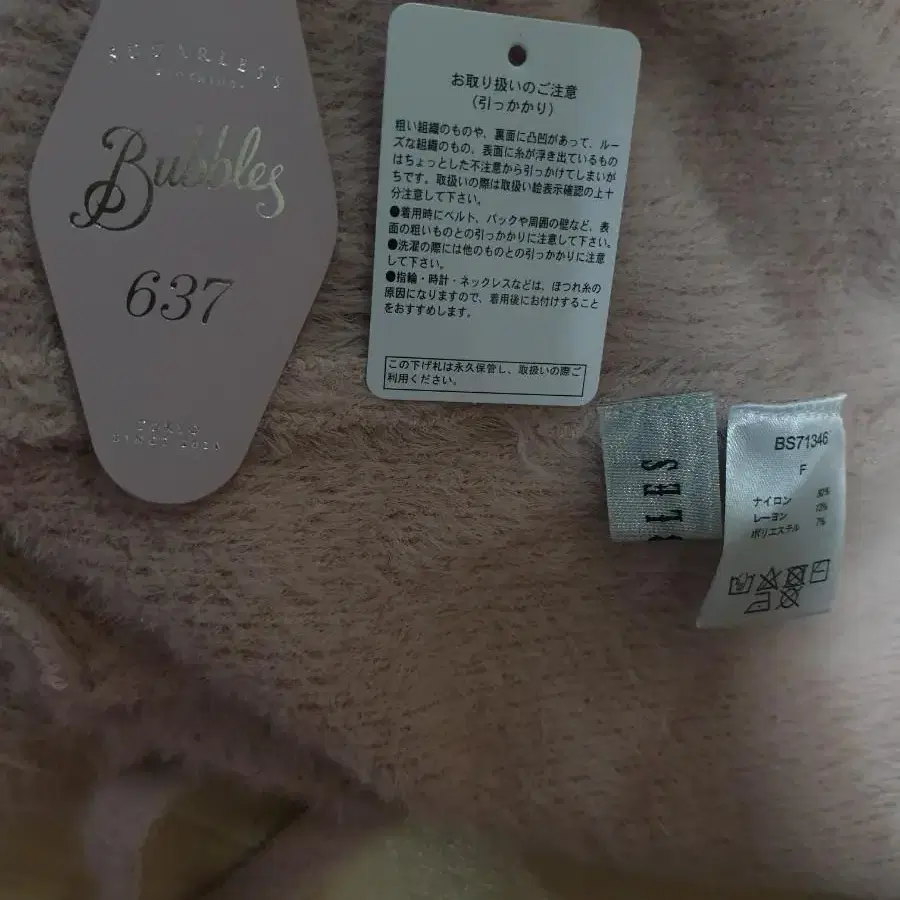 SUGARLESS
Bubbles
637
TOKYO
お取り扱いのご注意
(引っかかり)
粗い組織のものや、裏面に凸凹があって、ルー
ズな組織のもの、表面に糸が浮き出ているもの
はちょっとした不注意から引っかけてしまいが
ちです。取扱いの際は取扱い絵表示確認の上十
分注意して下さい。
●着用時にベルト、バックや周囲の壁など、表
面の粗いものとの引っかかりに注意して下さい。
●洗濯の際には他のものとの引っかかりに注意
して下さい。
●指輪・時計・ネックレスなどは、ほつれ糸の
原因になりますので、着用後にお付けすること
をおすすめします。
この下げ札は永久保管し、取扱いの際ご
利用ください。
BLES
BS71346
F
ナイロン
レーヨン
ポリエステル 7%